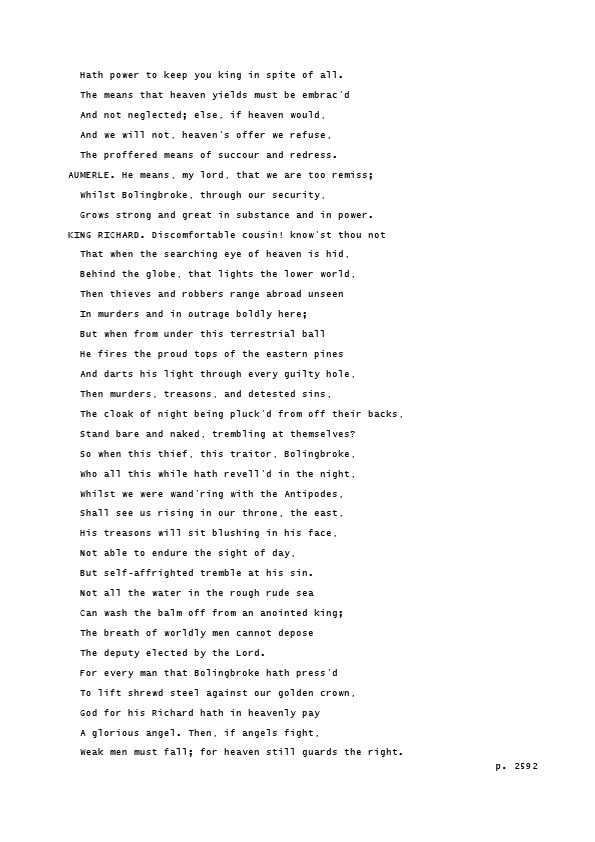 Hath power to keep you king in spite of all.
The means that heaven yields must be embrac'd
And not neglected; else, if heaven would,
And we will not, heaven's offer we refuse,
The proffered means of succour and redress.
AUMERLE. He means, my lord, that we are too remiss;
Whilst Bolingbroke, through our security,
Grows strong and great in substance and in power.
KING RICHARD. Discomfortable cousin! know'st thou not
That when the searching eye of heaven is hid,
Behind the globe, that lights the lower world,
Then thieves and robbers range abroad unseen
In murders and in outrage boldly here;
But when from under this terrestrial ball
He fires the proud tops of the eastern pines
And darts his light through every guilty hole,
Then murders, treasons, and detested sins,
The cloak of night being pluck'd from off their backs,
Stand bare and naked, trembling at themselves?
So when this thief, this traitor, Bolingbroke,
Who all this while hath revell'd in the night,
Whilst we were wand'ring with the Antipodes,
Shall see us rising in our throne, the east,
His treasons will sit blushing in his face,
Not able to endure the sight of day,
But self-affrighted tremble at his sin.
Not all the water in the rough rude sea
Can wash the balm off from an anointed king;
The breath of worldly men cannot depose
The deputy elected by the Lord.
For every man that Bolingbroke hath press'd
To lift shrewd steel against our golden crown,
God for his Richard hath in heavenly pay
A glorious angel. Then, if angels fight,
Weak men must fall; for heaven still guards the right.
p. 2592